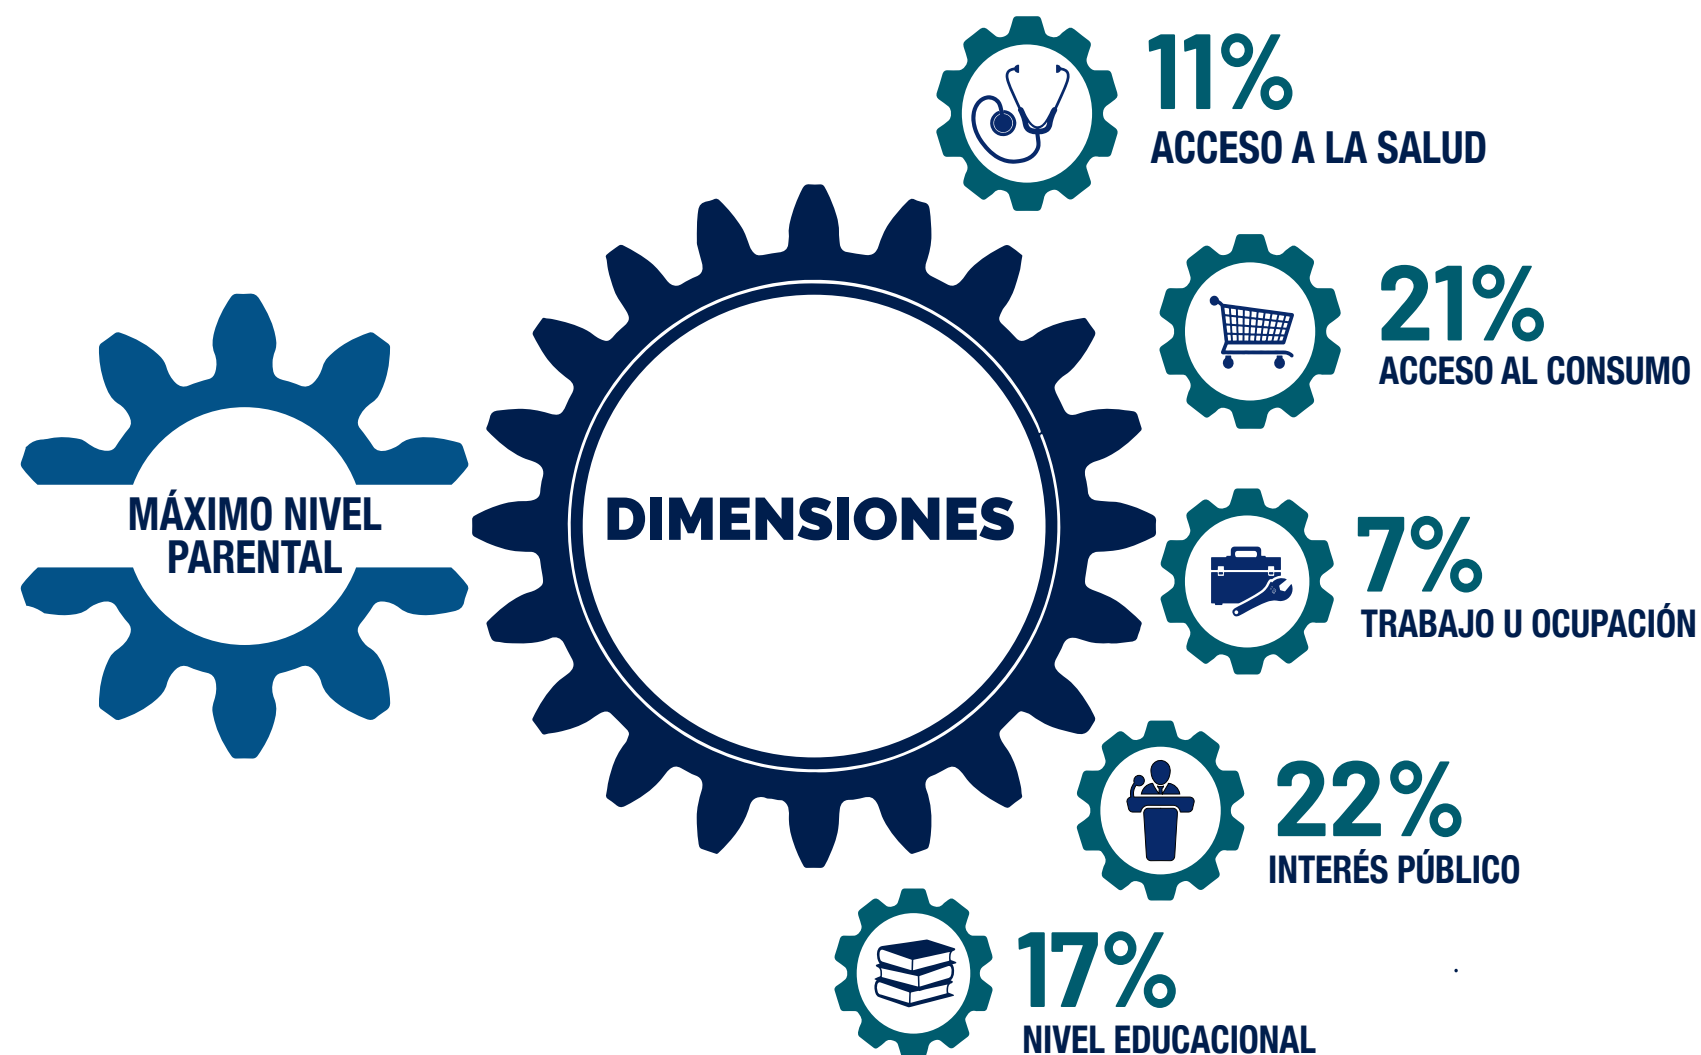 11%
ACCESO A LA SALUD
21%
ACCESO AL CONSUMO
MÁXIMO NIVEL
PARENTAL
DIMENSIONES
7%
TRABAJO U OCUPACIÓN
22%
INTERÉS PÚBLICO
17%
NIVEL EDUCACIONAL